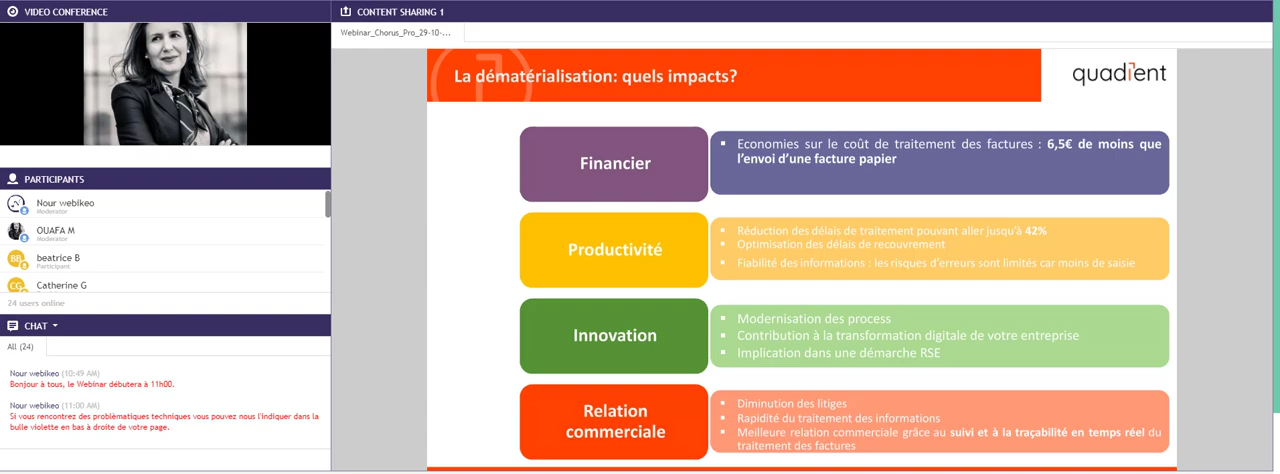 VIDEO CONFERENCE
PARTICIPANTS
Nour webikeo
Moderator
OUAFA M
Moderator
BB
beatrice B
Participant
CG
Catherine G
24 users online
CHAT
All (24)
Nour webikeo (10:49 AM)
Bonjour à tous, le Webinar débutera à 11h00.
Nour webikeo (11:00 AM)
Si vous rencontrez des problèmatiques techniques vous pouvez nous l'indiquer dans la
bulle violette en bas à droite de votre page.
CONTENT SHARING 1
Webinar_Chorus_Pro_29-10-...
La dématérialisation: quels impacts?
quadient
Financier
▪ Economies sur le coût de traitement des factures : 6,5€ de moins que
l'envoi d'une facture papier
Productivité
▪ Réduction des délais de traitement pouvant aller jusqu'à 42%
▪ Optimisation des délais de recouvrement
▪ Fiabilité des informations : les risques d'erreurs sont limités car moins de saisie
Innovation
▪ Modernisation des process
▪ Contribution à la transformation digitale de votre entreprise
▪ Implication dans une démarche RSE
Relation
commerciale
▪ Diminution des litiges
▪ Rapidité du traitement des informations
▪ Meilleure relation commerciale grâce au suivi et à la traçabilité en temps réel du
traitement des factures